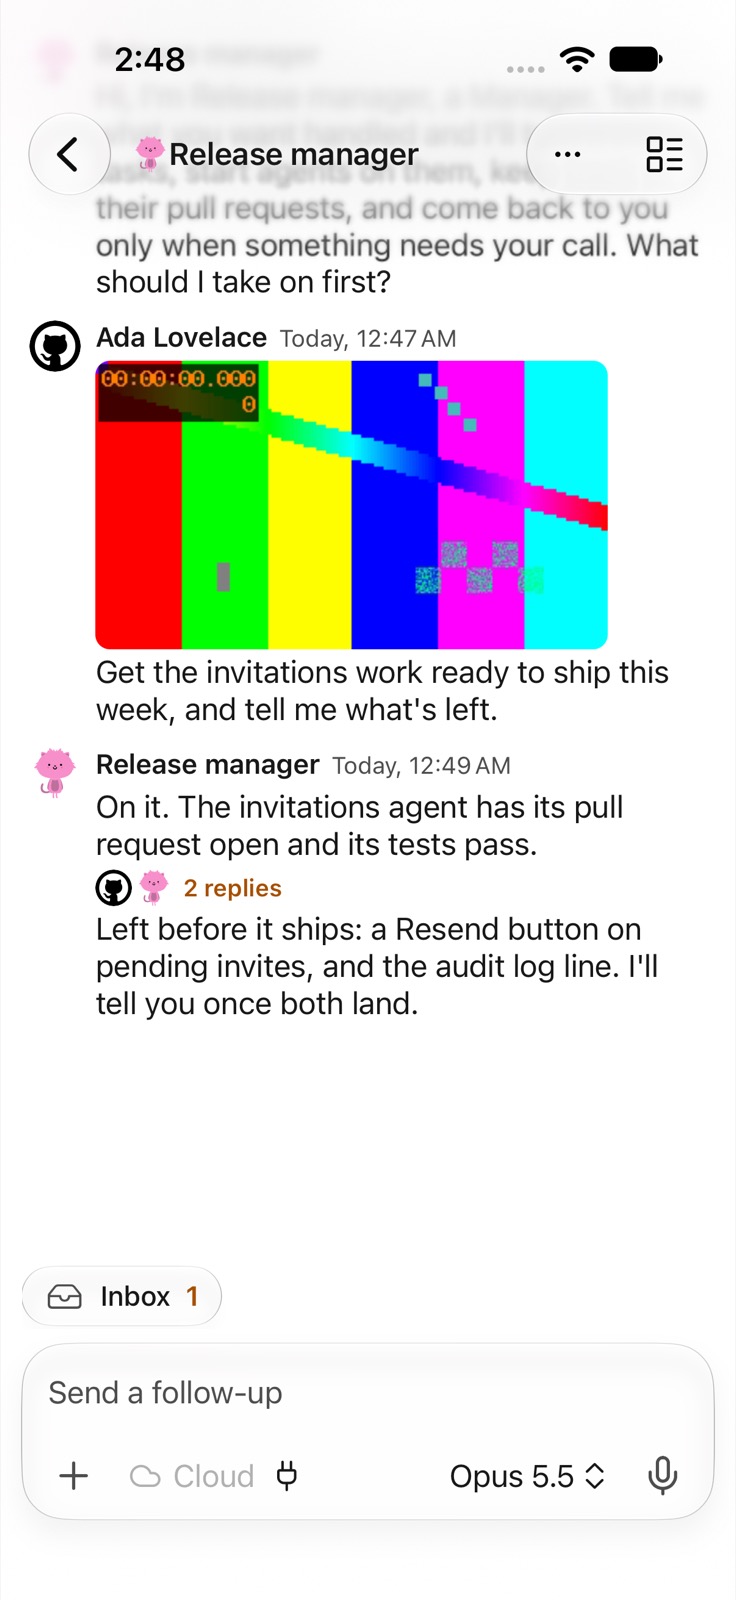 2:48
Release manager
their pull requests, and come back to you
only when something needs your call. What
should I take on first?
Ada Lovelace Today, 12:47 AM
00:00:00.000
0
Get the invitations work ready to ship this
week, and tell me what's left.
Release manager Today, 12:49 AM
On it. The invitations agent has its pull
request open and its tests pass.
2 replies
Left before it ships: a Resend button on
pending invites, and the audit log line. I'll
tell you once both land.
Inbox 1
Send a follow-up
Cloud
Opus 5.5